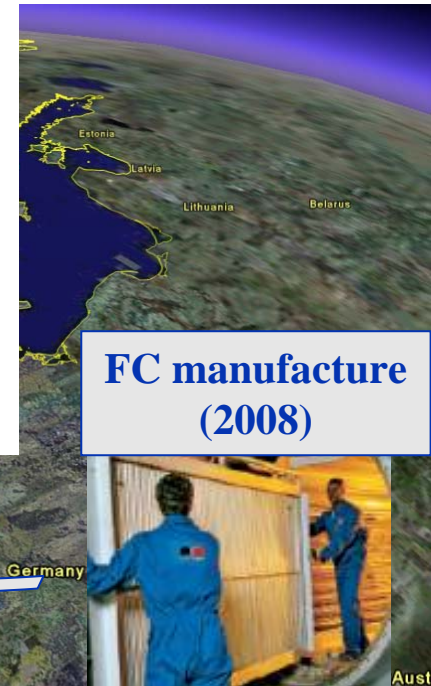 Estonia
Latvia
Lithuania
Belarus
FC manufacture
(2008)
Germany
Aust